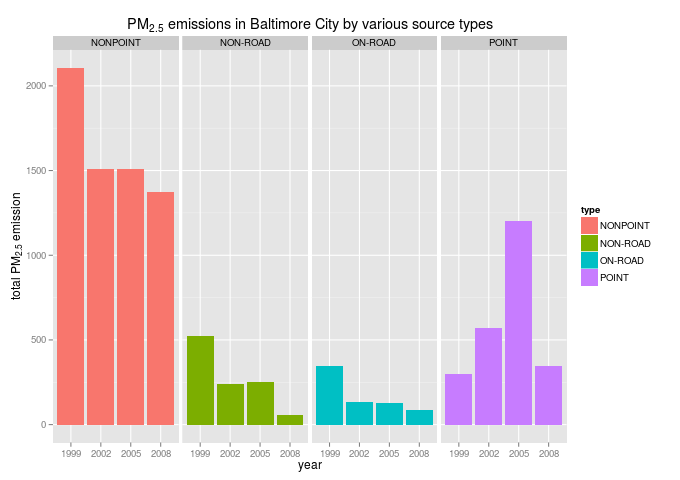 PM2.5 emissions in Baltimore City by various source types
NONPOINT NON-ROAD ON-ROAD POINT
2000
1500
1000
500
0
total PM2.5 emission
1999 2002 2005 2008 1999 2002 2005 2008 1999 2002 2005 2008 1999 2002 2005 2008
year
type
NONPOINT
NON-ROAD
ON-ROAD
POINT